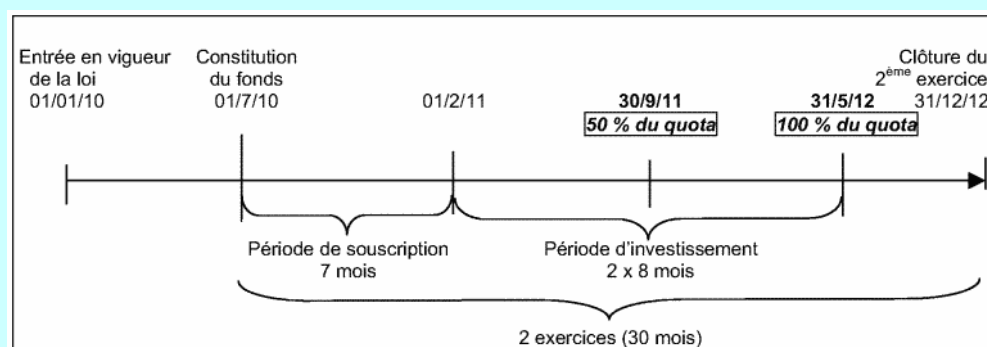 Entrée en vigueur
de la loi
01/01/10
Constitution
du fonds
01/7/10
01/2/11
30/9/11
50 % du quota
31/5/12
100 % du quota
Clôture du
2ème exercice
31/12/12
Période de souscription
7 mois
Période d'investissement
2 x 8 mois
2 exercices (30 mois)